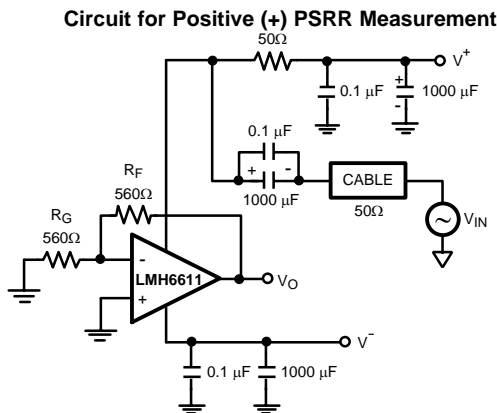 Circuit for Positive (+) PSRR Measurement
50Ω
V+
0.1 μF
+
-
1000 μF
0.1 μF
+
-
1000 μF
CABLE
50Ω
VIN
~
RF
560Ω
RG
560Ω
-
+
LMH6611
VO
V-
0.1 μF
1000 μF